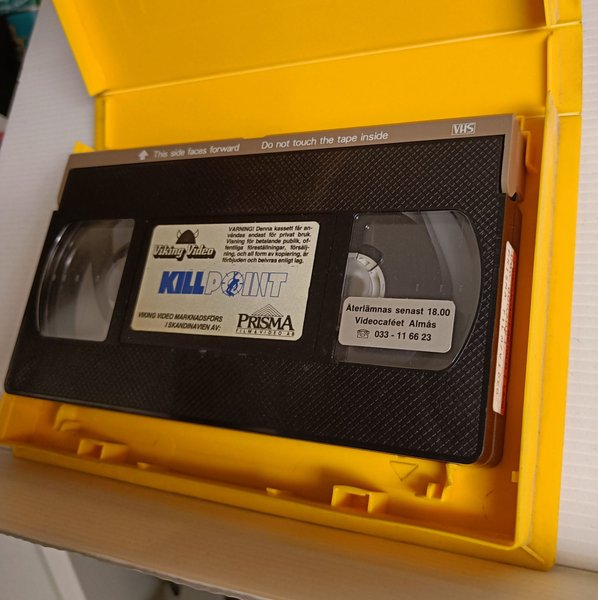 This side faces forward Do not touch the tape inside VHS
Viking Video
VARNING! Denna kassett får an-
vändas endast för privat bruk.
Visning för betalande publik, of-
fentliga föreställningar, försälj-
ning, och all form av kopiering, är
förbjuden och beivras enligt lag.
KILLPOINT
VIKING VIDEO MARKNADSFÖRS
I SKANDINAVIEN AV:
PRISMA
FILM & VIDEO AB
Återlämnas senast 18.00
Videocaféet Almås
☎ 033 - 11 66 23